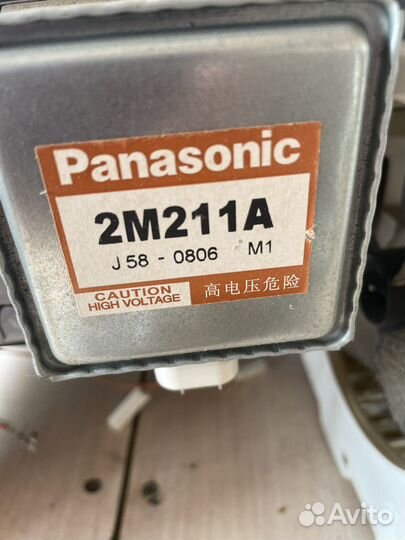 Panasonic
2M211A
J58 - 0806 M1
CAUTION
HIGH VOLTAGE
高电压危险
Avito